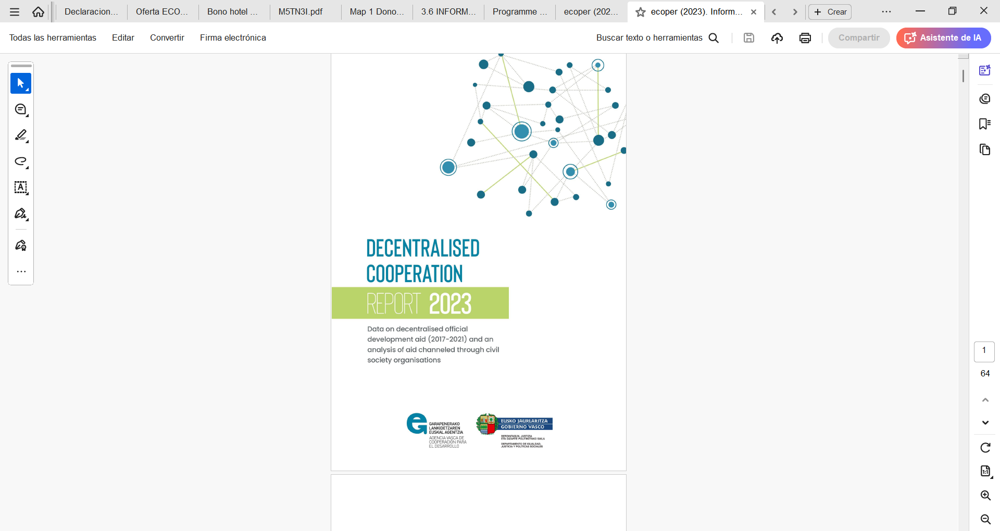 Declaracion...
Oferta ECO...
Bono hotel ...
M5TN3I.pdf
Map 1 Dono...
3.6 INFORM...
Programme ...
ecoper (202...
ecoper (2023). Inform...
Crear
Todas las herramientas
Editar
Convertir
Firma electrónica
Buscar texto o herramientas
Compartir
Asistente de IA
DECENTRALISED
COOPERATION
REPORT 2023
Data on decentralised official
development aid (2017-2021) and an
analysis of aid channeled through civil
society organisations
GARAPENERAKO
LANKIDETZAREN
EUSKAL AGENTZIA
AGENCIA VASCA DE
COOPERACIÓN PARA
EL DESARROLLO
EUSKO JAURLARITZA
GOBIERNO VASCO
BERDINTASUN, JUSTIZIA
ETA GIZARTE POLITIKETAKO SAILA
DEPARTAMENTO DE IGUALDAD,
JUSTICIA Y POLÍTICAS SOCIALES
1
64